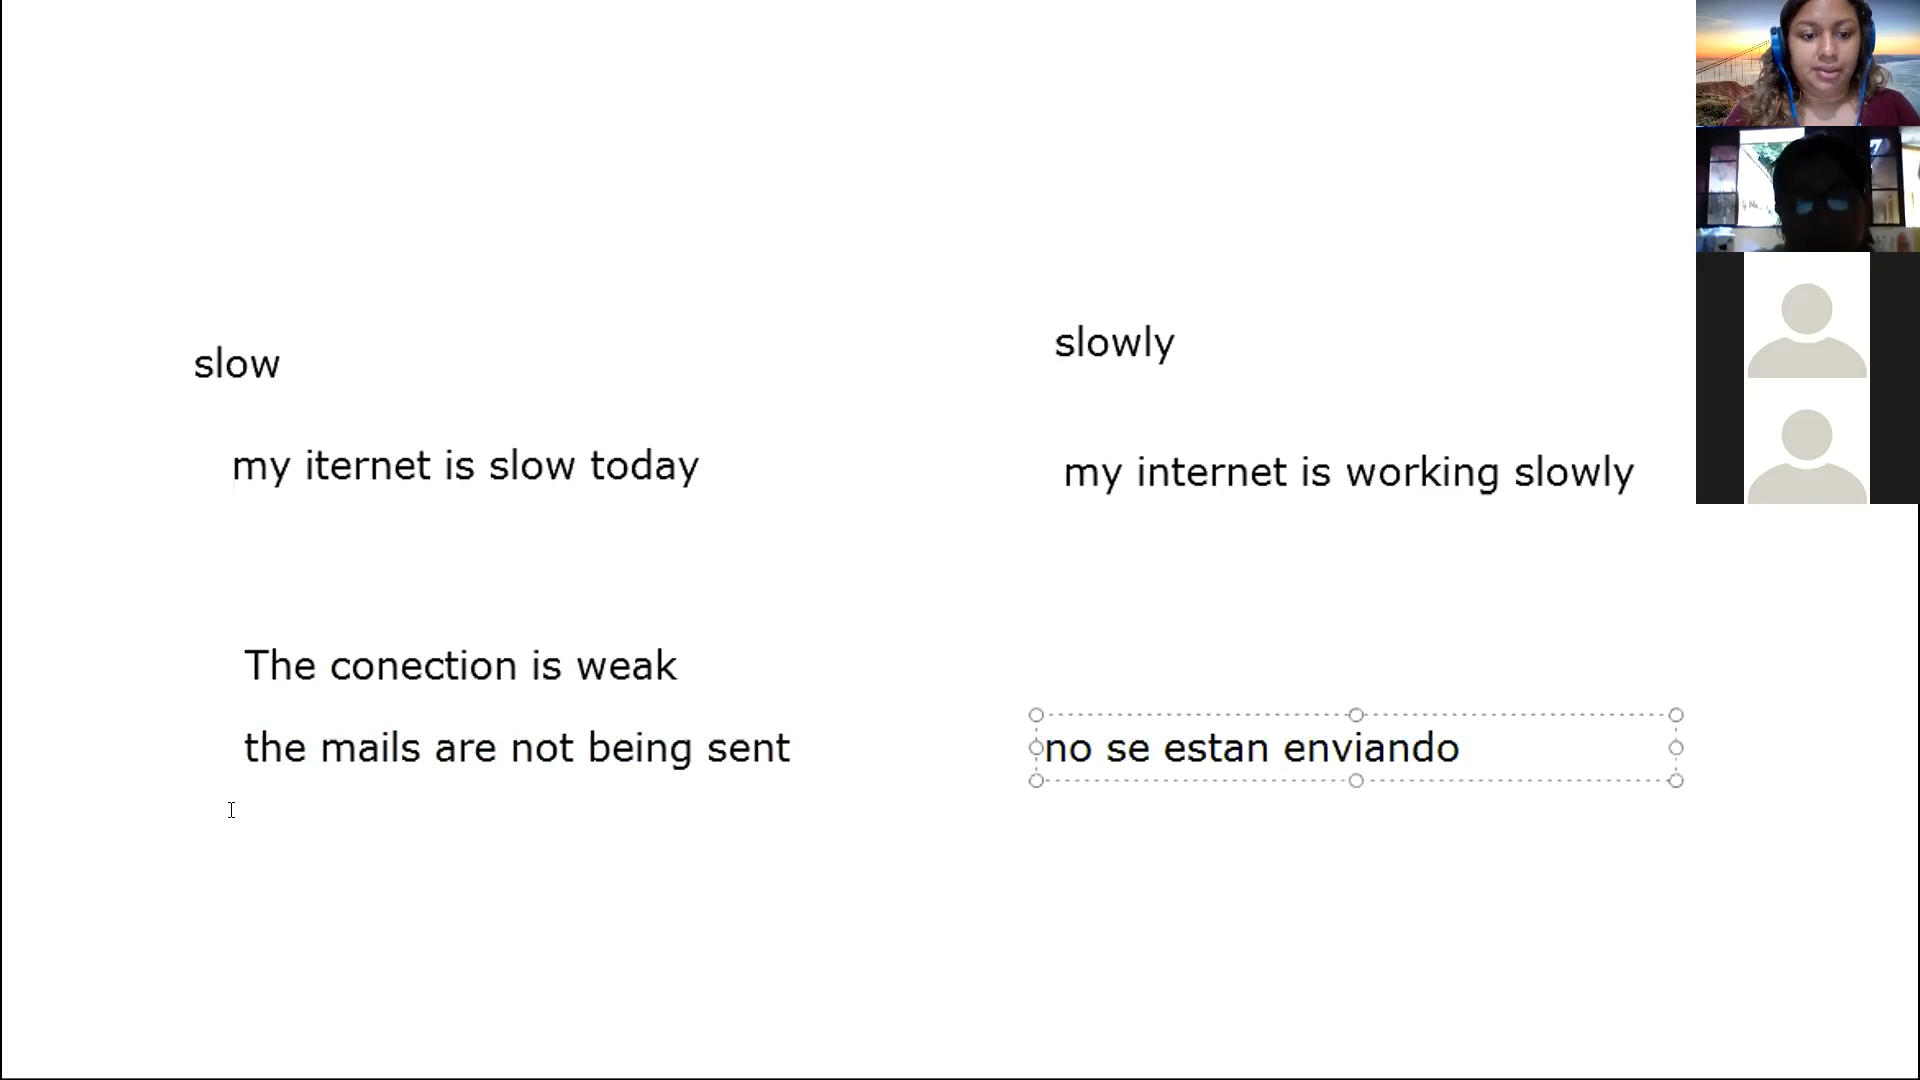 slow
slowly
my iternet is slow today
my internet is working slowly
The conection is weak
the mails are not being sent
no se estan enviando